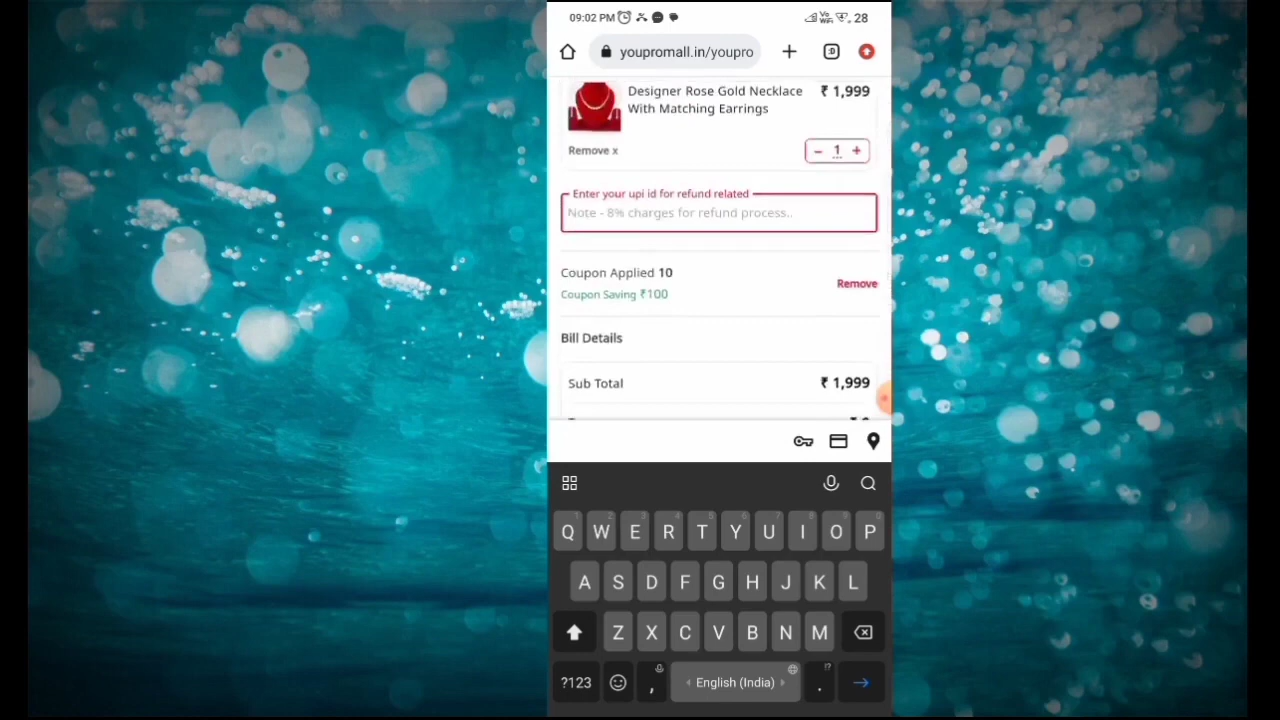 09:02 PM Vo WiFi 28
youpromall.in/youpro :D
Designer Rose Gold Necklace ₹ 1,999
With Matching Earrings
Remove x − 1 +
Enter your upi id for refund related
Note - 8% charges for refund process..
Coupon Applied 10
Coupon Saving ₹100 Remove
Bill Details
Sub Total ₹ 1,999
Q W E R T Y U I O P
A S D F G H J K L
Z X C V B N M
?123 , English (India) . !?